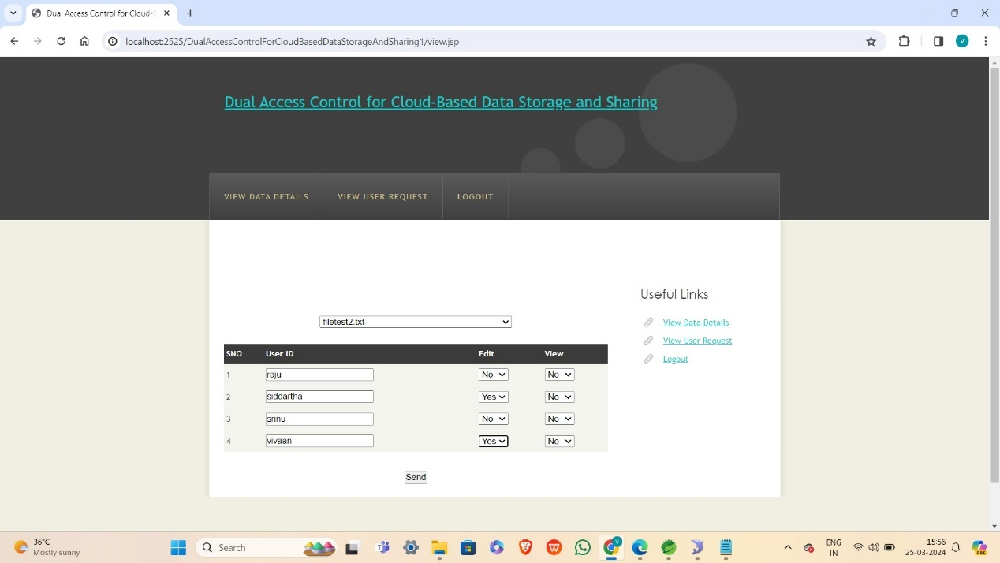 Dual Access Control for Cloud-B
localhost:2525/DualAccessControlForCloudBasedDataStorageAndSharing1/view.jsp
V
Dual Access Control for Cloud-Based Data Storage and Sharing
VIEW DATA DETAILS VIEW USER REQUEST LOGOUT
Useful Links
View Data Details
View User Request
Logout
filetest2.txt
SNO User ID Edit View
1 raju No No
2 siddartha Yes No
3 srinu No No
4 vivaan Yes No
Send
36°C
Mostly sunny
Search
ENG
IN
15:56
25-03-2024
PRE